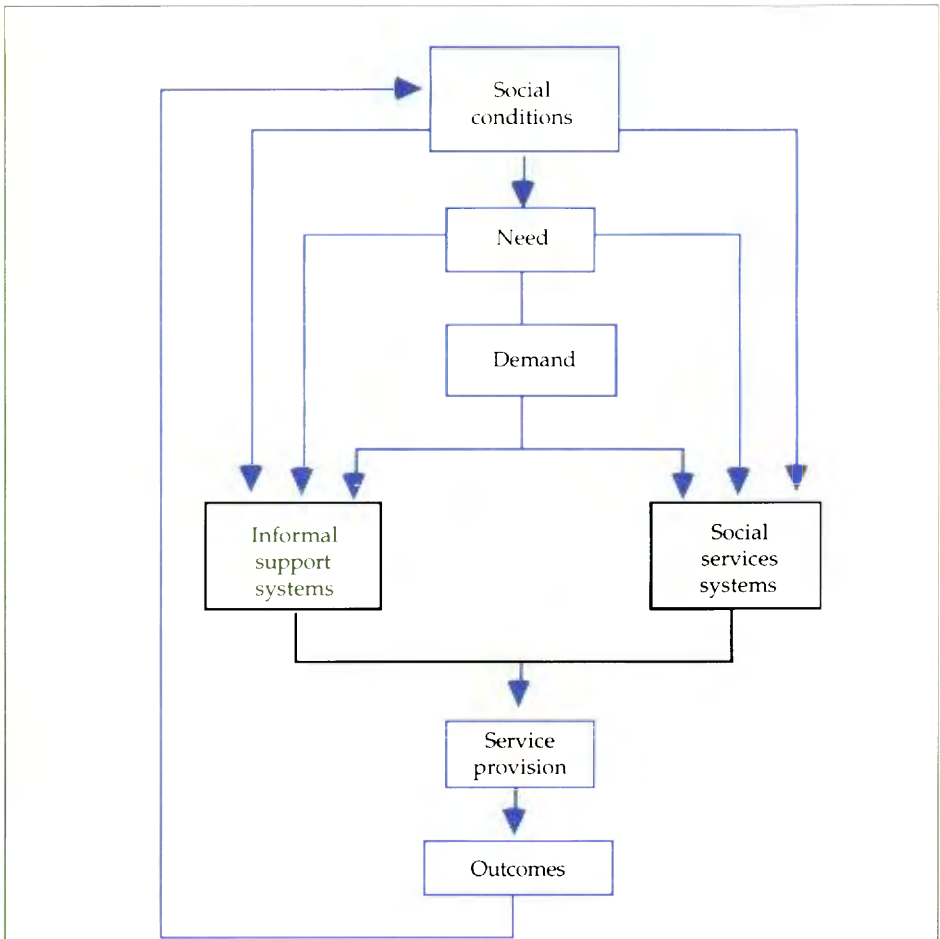 Social
conditions
Need
Demand
Informal
support
systems
Social
services
systems
Service
provision
Outcomes